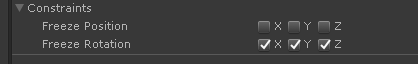 Constraints
Freeze Position X Y Z
Freeze Rotation X Y Z